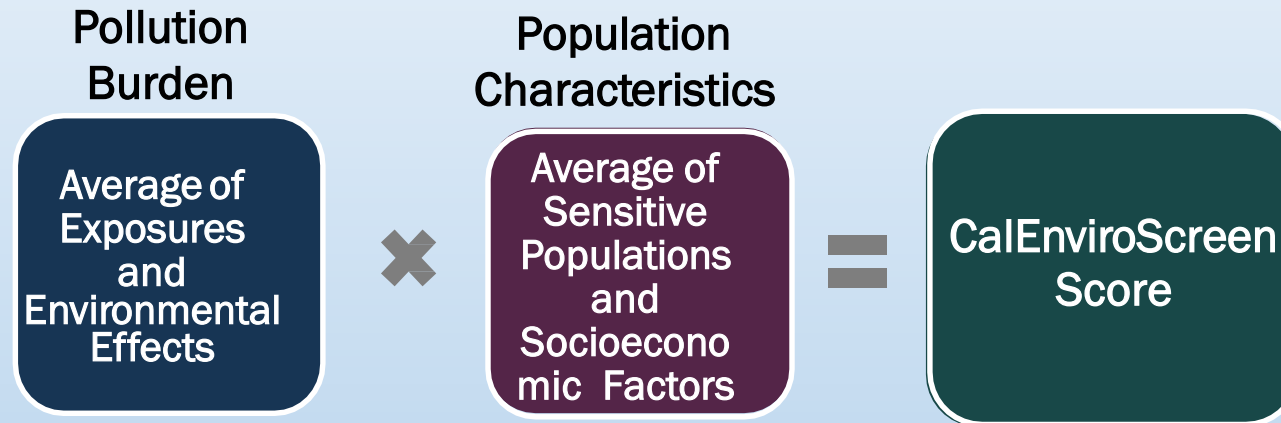 Pollution
Burden
Average of
Exposures
and
Environmental
Effects
Population
Characteristics
Average of
Sensitive
Populations
and
Socioecono
mic Factors
CalEnviroScreen
Score